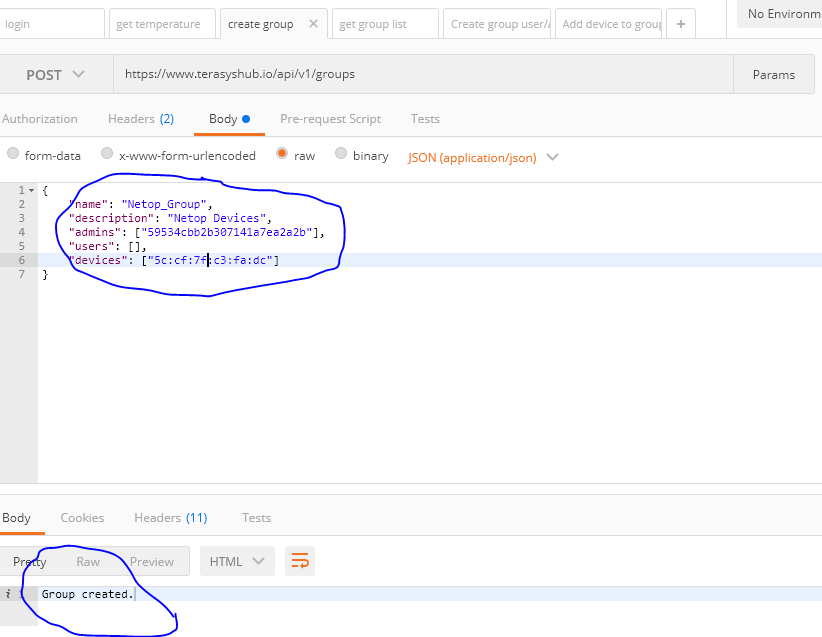 login get temperature create group × get group list Create group user/a Add device to group + No Environm
POST https://www.terasyshub.io/api/v1/groups Params
Authorization Headers (2) Body Pre-request Script Tests
form-data x-www-form-urlencoded raw binary JSON (application/json)
1 {
2 "name": "Netop_Group",
3 "description": "Netop Devices",
4 "admins": ["59534cbb2b307141a7ea2a2b"],
5 "users": [],
6 "devices": ["5c:cf:7f:c3:fa:dc"]
7 }
Body Cookies Headers (11) Tests
Pretty Raw Preview HTML
i 1 Group created.